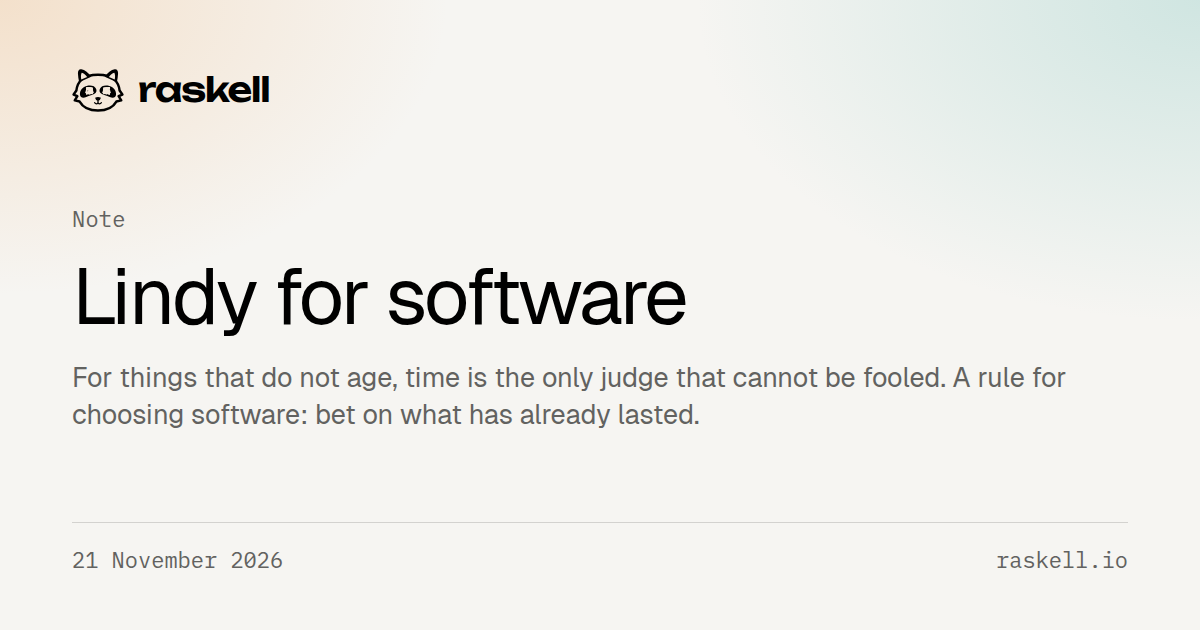 raskell
Note
Lindy for software
For things that do not age, time is the only judge that cannot be fooled. A rule for
choosing software: bet on what has already lasted.
21 November 2026
raskell.io